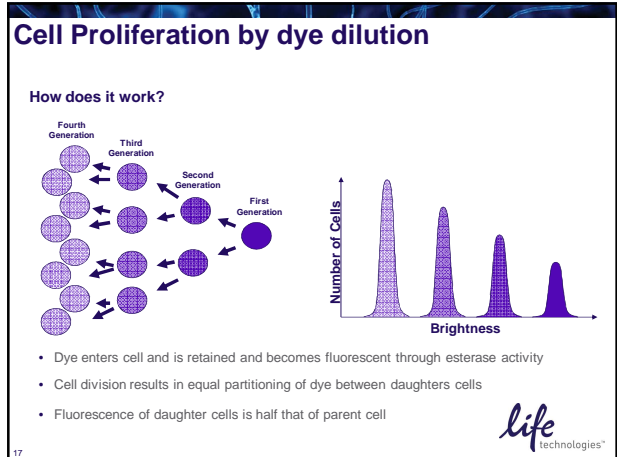 Cell Proliferation by dye dilution
How does it work?
Fourth
Generation
Third
Generation
Second
Generation
First
Generation
Number of Cells
Brightness
• Dye enters cell and is retained and becomes fluorescent through esterase activity
• Cell division results in equal partitioning of dye between daughters cells
• Fluorescence of daughter cells is half that of parent cell
life
technologies™
17